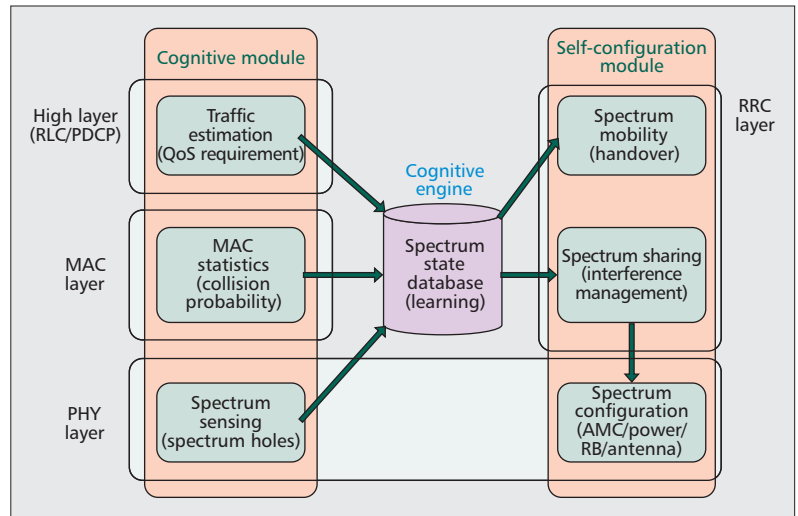 Cognitive module
Self-configuration
module
High layer
(RLC/PDCP)
Traffic
estimation
(QoS requirement)
Spectrum
mobility
(handover)
RRC
layer
Cognitive
engine
MAC
layer
MAC
statistics
(collision
probability)
Spectrum
state
database
(learning)
Spectrum sharing
(interference
management)
PHY
layer
Spectrum
sensing
(spectrum holes)
Spectrum
configuration
(AMC/power/
RB/antenna)